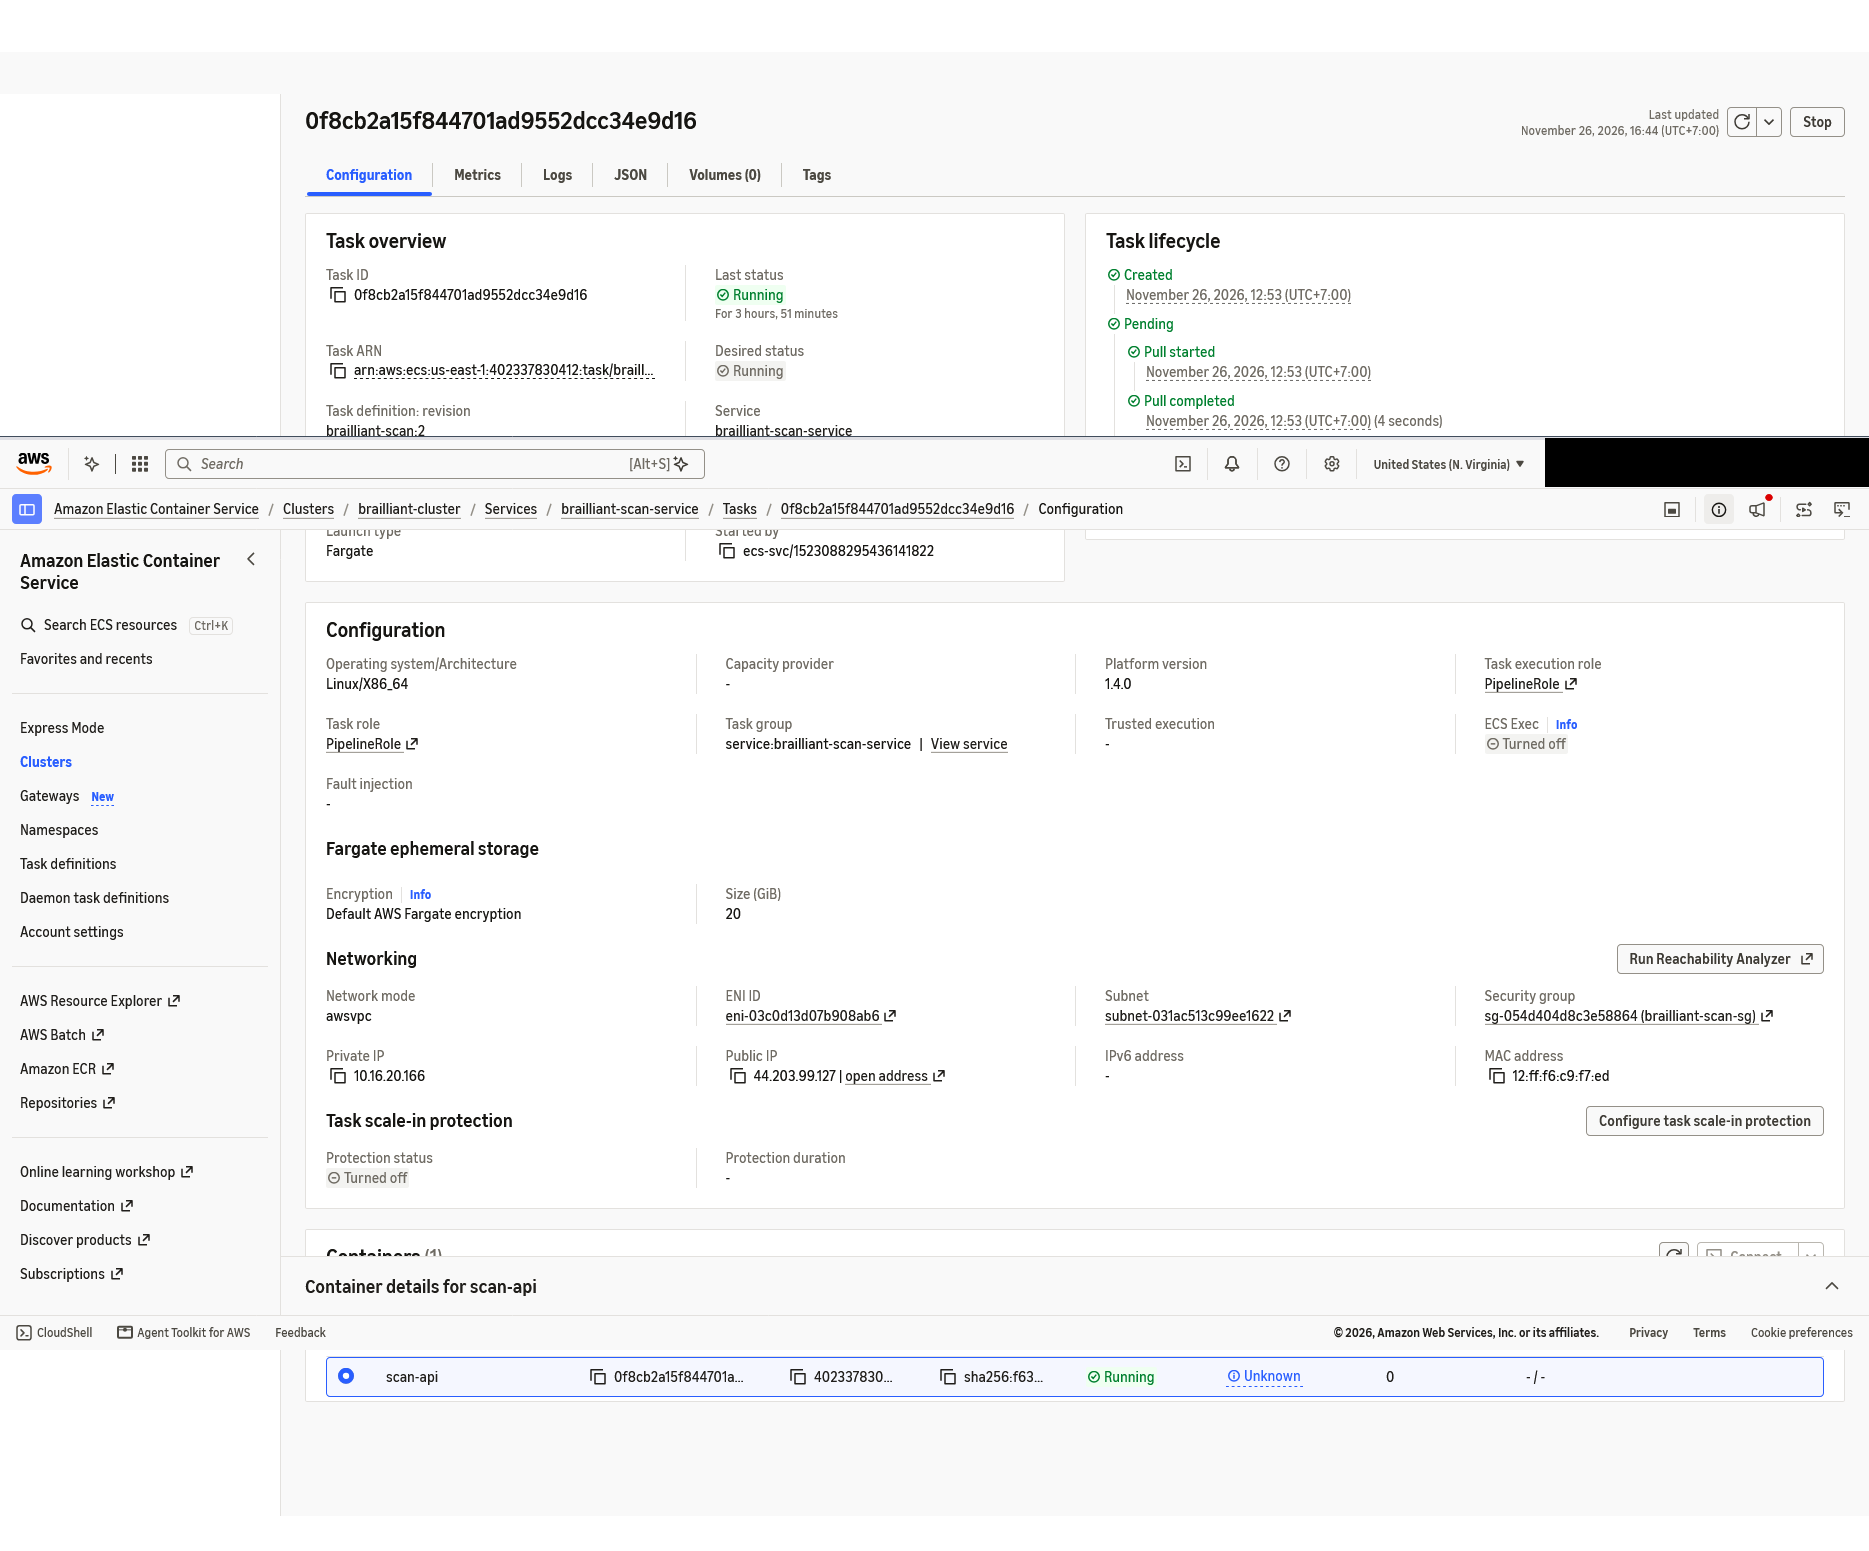 0f8cb2a15f844701ad9552dcc34e9d16
Last updated
November 26, 2026, 16:44 (UTC+7:00)
Stop
Configuration
Metrics
Logs
JSON
Volumes (0)
Tags
Task overview
Task ID
0f8cb2a15f844701ad9552dcc34e9d16
Last status
Running
For 3 hours, 51 minutes
Task ARN
arn:aws:ecs:us-east-1:402337830412:task/braill...
Desired status
Running
Task definition: revision
brailliant-scan:2
Service
brailliant-scan-service
Task lifecycle
Created
November 26, 2026, 12:53 (UTC+7:00)
Pending
Pull started
November 26, 2026, 12:53 (UTC+7:00)
Pull completed
November 26, 2026, 12:53 (UTC+7:00) (4 seconds)
aws
Search
[Alt+S]
United States (N. Virginia)
Amazon Elastic Container Service / Clusters / brailliant-cluster / Services / brailliant-scan-service / Tasks / 0f8cb2a15f844701ad9552dcc34e9d16 / Configuration
Launch type
Fargate
Started by
ecs-svc/1523088295436141822
Amazon Elastic Container
Service
Search ECS resources Ctrl+K
Favorites and recents
Express Mode
Clusters
Gateways New
Namespaces
Task definitions
Daemon task definitions
Account settings
AWS Resource Explorer
AWS Batch
Amazon ECR
Repositories
Online learning workshop
Documentation
Discover products
Subscriptions
Configuration
Operating system/Architecture
Linux/X86_64
Capacity provider
-
Platform version
1.4.0
Task execution role
PipelineRole
Task role
PipelineRole
Task group
service:brailliant-scan-service | View service
Trusted execution
-
ECS Exec Info
Turned off
Fault injection
-
Fargate ephemeral storage
Encryption Info
Default AWS Fargate encryption
Size (GiB)
20
Networking
Run Reachability Analyzer
Network mode
awsvpc
ENI ID
eni-03c0d13d07b908ab6
Subnet
subnet-031ac513c99ee1622
Security group
sg-054d404d8c3e58864 (brailliant-scan-sg)
Private IP
10.16.20.166
Public IP
44.203.99.127 | open address
IPv6 address
-
MAC address
12:ff:f6:c9:f7:ed
Task scale-in protection
Configure task scale-in protection
Protection status
Turned off
Protection duration
-
Containers (1)
Connect
Container details for scan-api
CloudShell
Agent Toolkit for AWS
Feedback
© 2026, Amazon Web Services, Inc. or its affiliates.
Privacy
Terms
Cookie preferences
scan-api
0f8cb2a15f844701a...
402337830...
sha256:f63...
Running
Unknown
0
- / -